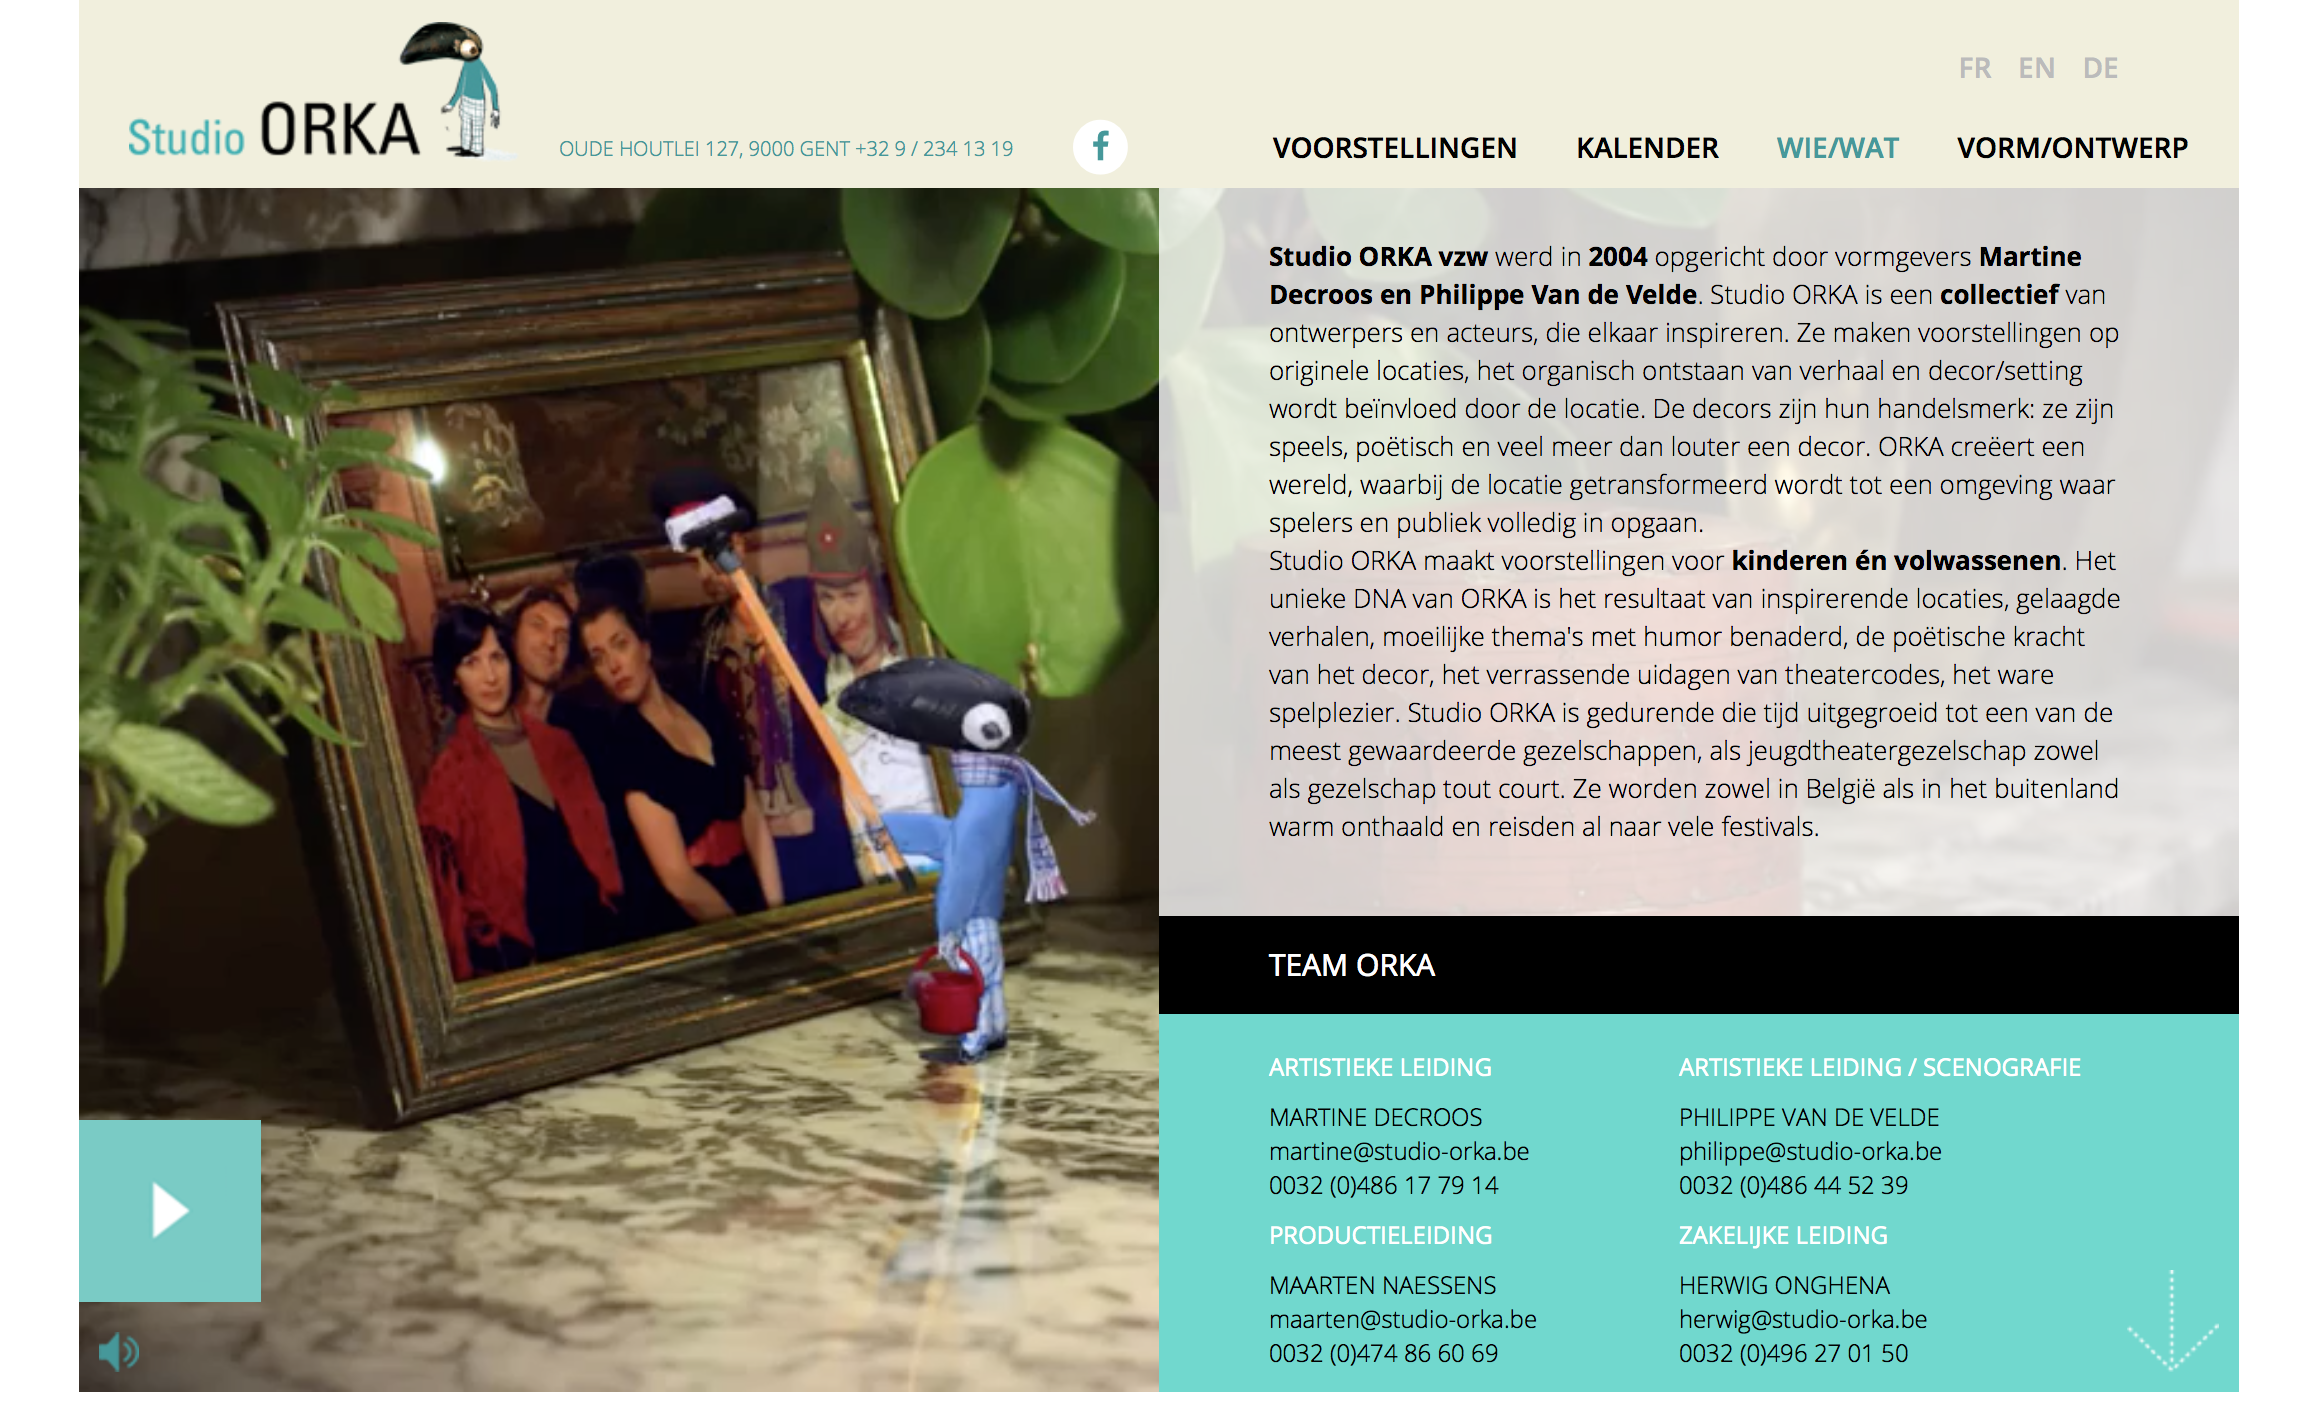 Studio ORKA
OUDE HOUTLEI 127, 9000 GENT +32 9 / 234 13 19
FR EN DE
VOORSTELLINGEN KALENDER WIE/WAT VORM/ONTWERP
Studio ORKA vzw werd in 2004 opgericht door vormgevers Martine
Decroos en Philippe Van de Velde. Studio ORKA is een collectief van
ontwerpers en acteurs, die elkaar inspireren. Ze maken voorstellingen op
originele locaties, het organisch ontstaan van verhaal en decor/setting
wordt beïnvloed door de locatie. De decors zijn hun handelsmerk: ze zijn
speels, poëtisch en veel meer dan louter een decor. ORKA creëert een
wereld, waarbij de locatie getransformeerd wordt tot een omgeving waar
spelers en publiek volledig in opgaan.
Studio ORKA maakt voorstellingen voor kinderen én volwassenen. Het
unieke DNA van ORKA is het resultaat van inspirerende locaties, gelaagde
verhalen, moeilijke thema's met humor benaderd, de poëtische kracht
van het decor, het verrassende uidagen van theatercodes, het ware
spelplezier. Studio ORKA is gedurende die tijd uitgegroeid tot een van de
meest gewaardeerde gezelschappen, als jeugdtheatergezelschap zowel
als gezelschap tout court. Ze worden zowel in België als in het buitenland
warm onthaald en reisden al naar vele festivals.
TEAM ORKA
ARTISTIEKE LEIDING
MARTINE DECROOS
martine@studio-orka.be
0032 (0)486 17 79 14
ARTISTIEKE LEIDING / SCENOGRAFIE
PHILIPPE VAN DE VELDE
philippe@studio-orka.be
0032 (0)486 44 52 39
PRODUCTIELEIDING
MAARTEN NAESSENS
maarten@studio-orka.be
0032 (0)474 86 60 69
ZAKELIJKE LEIDING
HERWIG ONGHENA
herwig@studio-orka.be
0032 (0)496 27 01 50